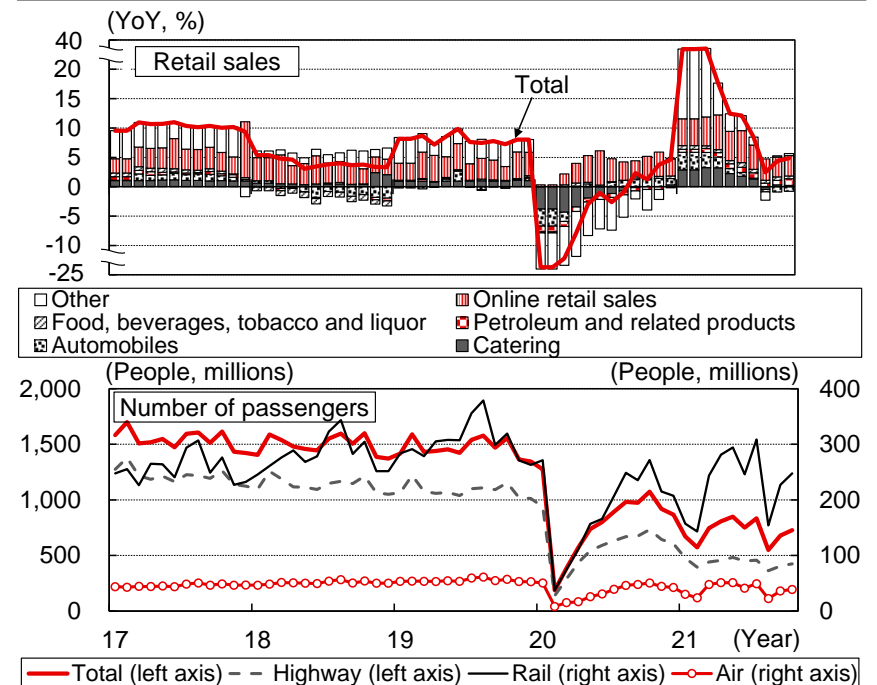 (YoY, %)
40
20
15
10
5
0
-5
-10
-25
Retail sales
Total
Other
Online retail sales
Food, beverages, tobacco and liquor
Petroleum and related products
Automobiles
Catering
(People, millions)
(People, millions)
2,000
1,500
1,000
500
0
Number of passengers
400
300
200
100
0
17
18
19
20
21
(Year)
Total (left axis)
Highway (left axis)
Rail (right axis)
Air (right axis)